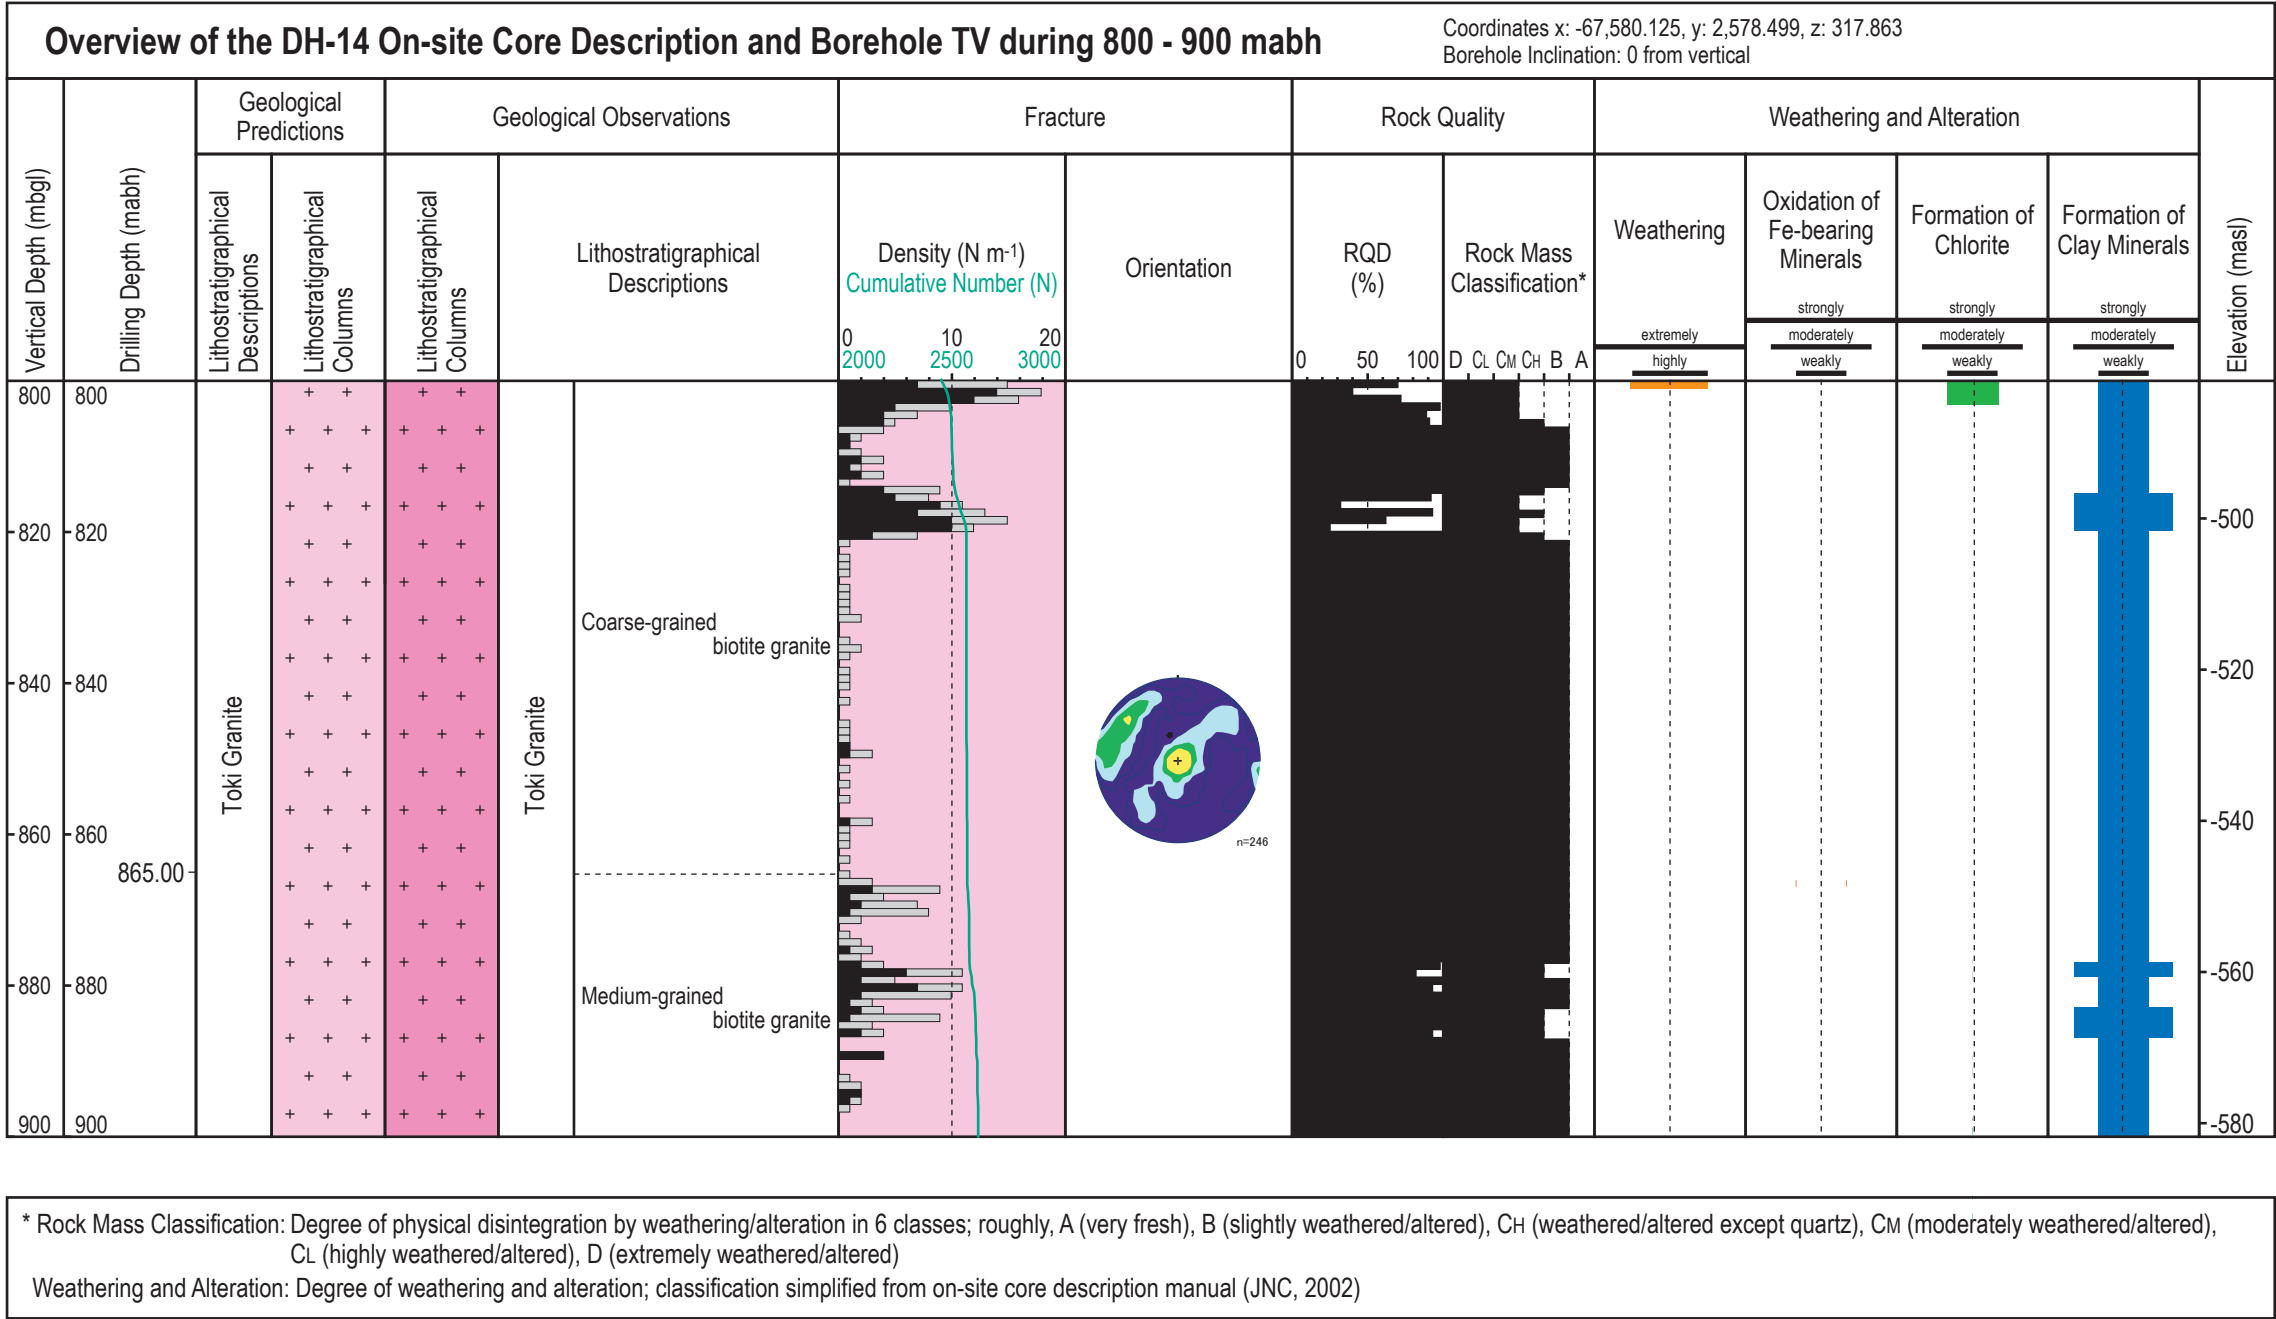 Overview of the DH-14 On-site Core Description and Borehole TV during 800 - 900 mabh
Coordinates x: -67,580.125, y: 2,578.499, z: 317.863
Borehole Inclination: 0 from vertical
Vertical Depth (mbgl)
Drilling Depth (mabh)
Geological
Predictions
Geological Observations
Fracture
Rock Quality
Weathering and Alteration
Elevation (masl)
Lithostratigraphical
Descriptions
Lithostratigraphical
Columns
Lithostratigraphical
Columns
Lithostratigraphical
Descriptions
Density (N m-1)
Cumulative Number (N)
0 10 20
2000 2500 3000
Orientation
RQD
(%)
0 50 100
Rock Mass
Classification*
D CL CM CH B A
Weathering
extremely
highly
Oxidation of
Fe-bearing
Minerals
strongly
moderately
weakly
Formation of
Chlorite
strongly
moderately
weakly
Formation of
Clay Minerals
strongly
moderately
weakly
800 800
820 820
840 840
860 860
865.00
880 880
900 900
Toki Granite
Toki Granite
Coarse-grained
biotite granite
Medium-grained
biotite granite
n=246
-500
-520
-540
-560
-580
* Rock Mass Classification: Degree of physical disintegration by weathering/alteration in 6 classes; roughly, A (very fresh), B (slightly weathered/altered), CH (weathered/altered except quartz), CM (moderately weathered/altered),
CL (highly weathered/altered), D (extremely weathered/altered)
Weathering and Alteration: Degree of weathering and alteration; classification simplified from on-site core description manual (JNC, 2002)